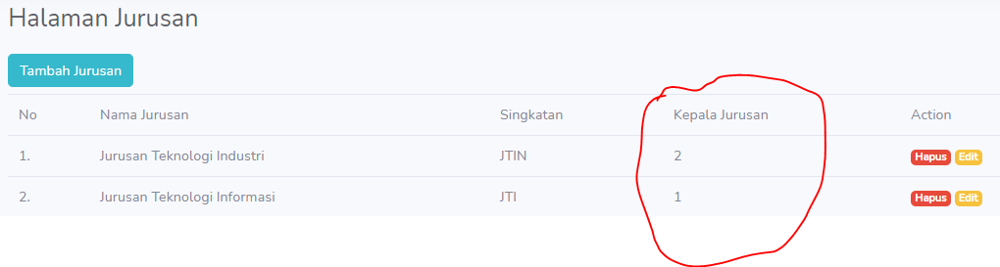 Halaman Jurusan
Tambah Jurusan
No Nama Jurusan Singkatan Kepala Jurusan Action
1. Jurusan Teknologi Industri JTIN 2 Hapus Edit
2. Jurusan Teknologi Informasi JTI 1 Hapus Edit